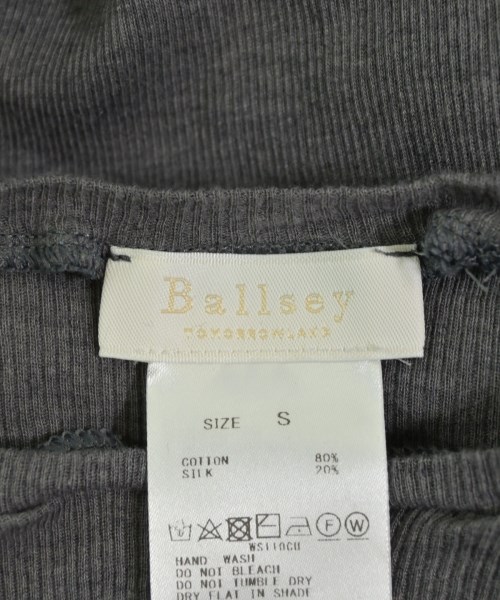 Ballsey
TOMORROWLAND
SIZE S
COTTON 80%
SILK 20%
F W
WS110CU
HAND WASH
DO NOT BLEACH
DO NOT TUMBLE DRY
DRY FLAT IN SHADE